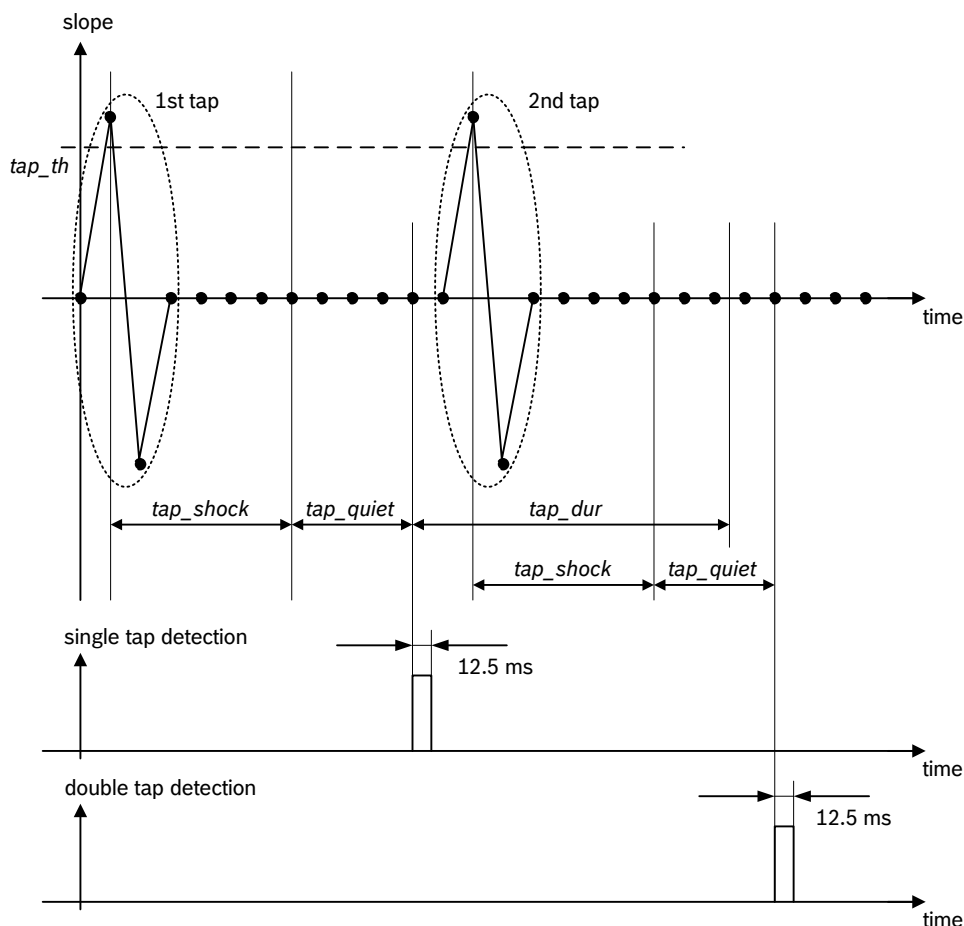 slope
1st tap
2nd tap
tap_th
time
tap_shock
tap_quiet
tap_dur
tap_shock
tap_quiet
single tap detection
12.5 ms
time
double tap detection
12.5 ms
time